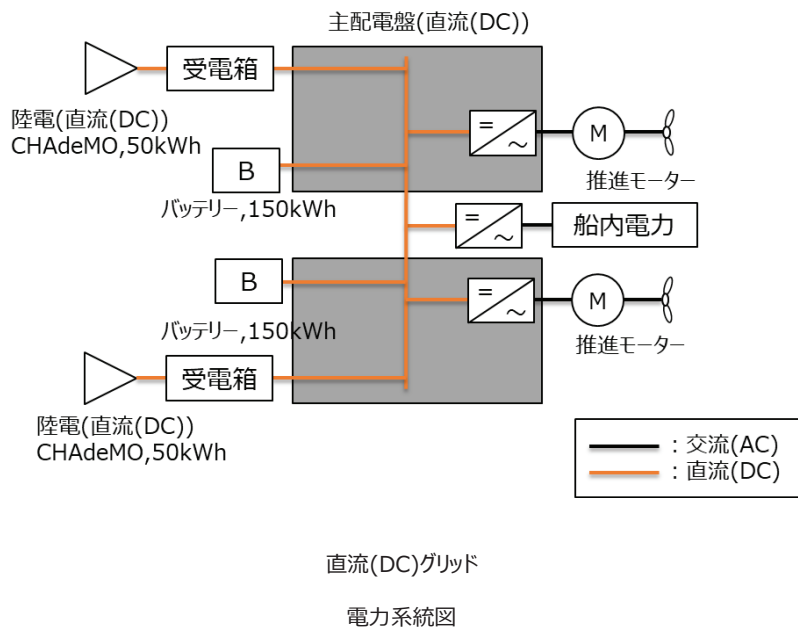 主配電盤(直流(DC))
受電箱
陸電(直流(DC))
CHAdeMO,50kWh
=
～
M
推進モーター
B
バッテリー,150kWh
=
～
船内電力
B
バッテリー,150kWh
=
～
M
推進モーター
受電箱
陸電(直流(DC))
CHAdeMO,50kWh
：交流(AC)
：直流(DC)
直流(DC)グリッド
電力系統図